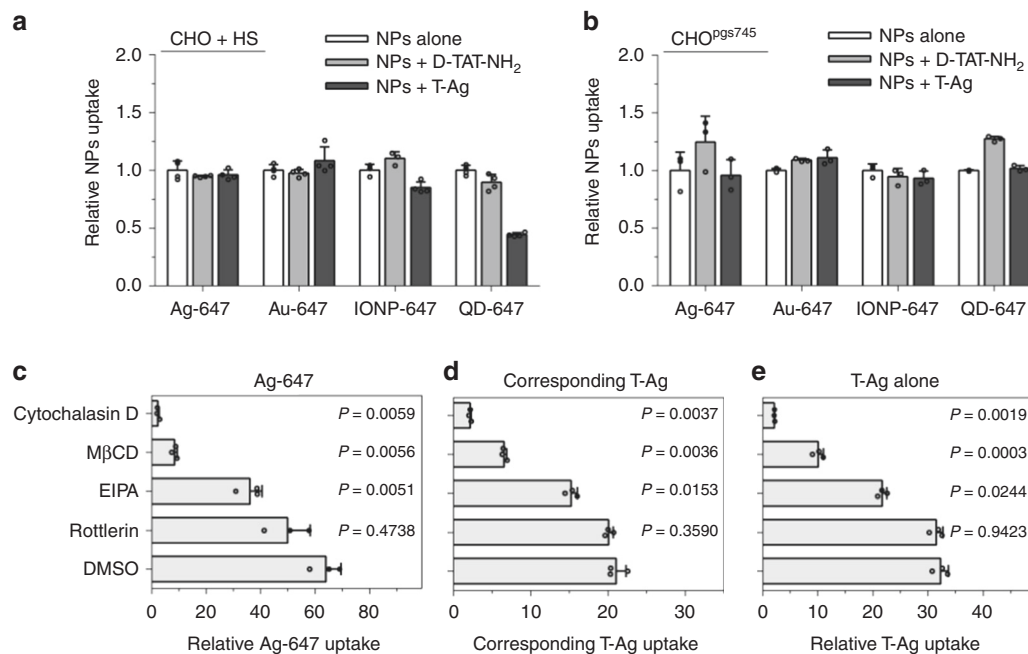 a
CHO + HS
NPs alone
NPs + D-TAT-NH2
NPs + T-Ag
Relative NPs uptake
2.0
1.5
1.0
0.5
0.0
Ag-647 Au-647 IONP-647 QD-647
b
CHOpgs745
NPs alone
NPs + D-TAT-NH2
NPs + T-Ag
Relative NPs uptake
2.0
1.5
1.0
0.5
0.0
Ag-647 Au-647 IONP-647 QD-647
c
Ag-647
Cytochalasin D
MβCD
EIPA
Rottlerin
DMSO
P = 0.0059
P = 0.0056
P = 0.0051
P = 0.4738
0 20 40 60 80
Relative Ag-647 uptake
d
Corresponding T-Ag
P = 0.0037
P = 0.0036
P = 0.0153
P = 0.3590
0 10 20 30
Corresponding T-Ag uptake
e
T-Ag alone
P = 0.0019
P = 0.0003
P = 0.0244
P = 0.9423
0 10 20 30 40
Relative T-Ag uptake